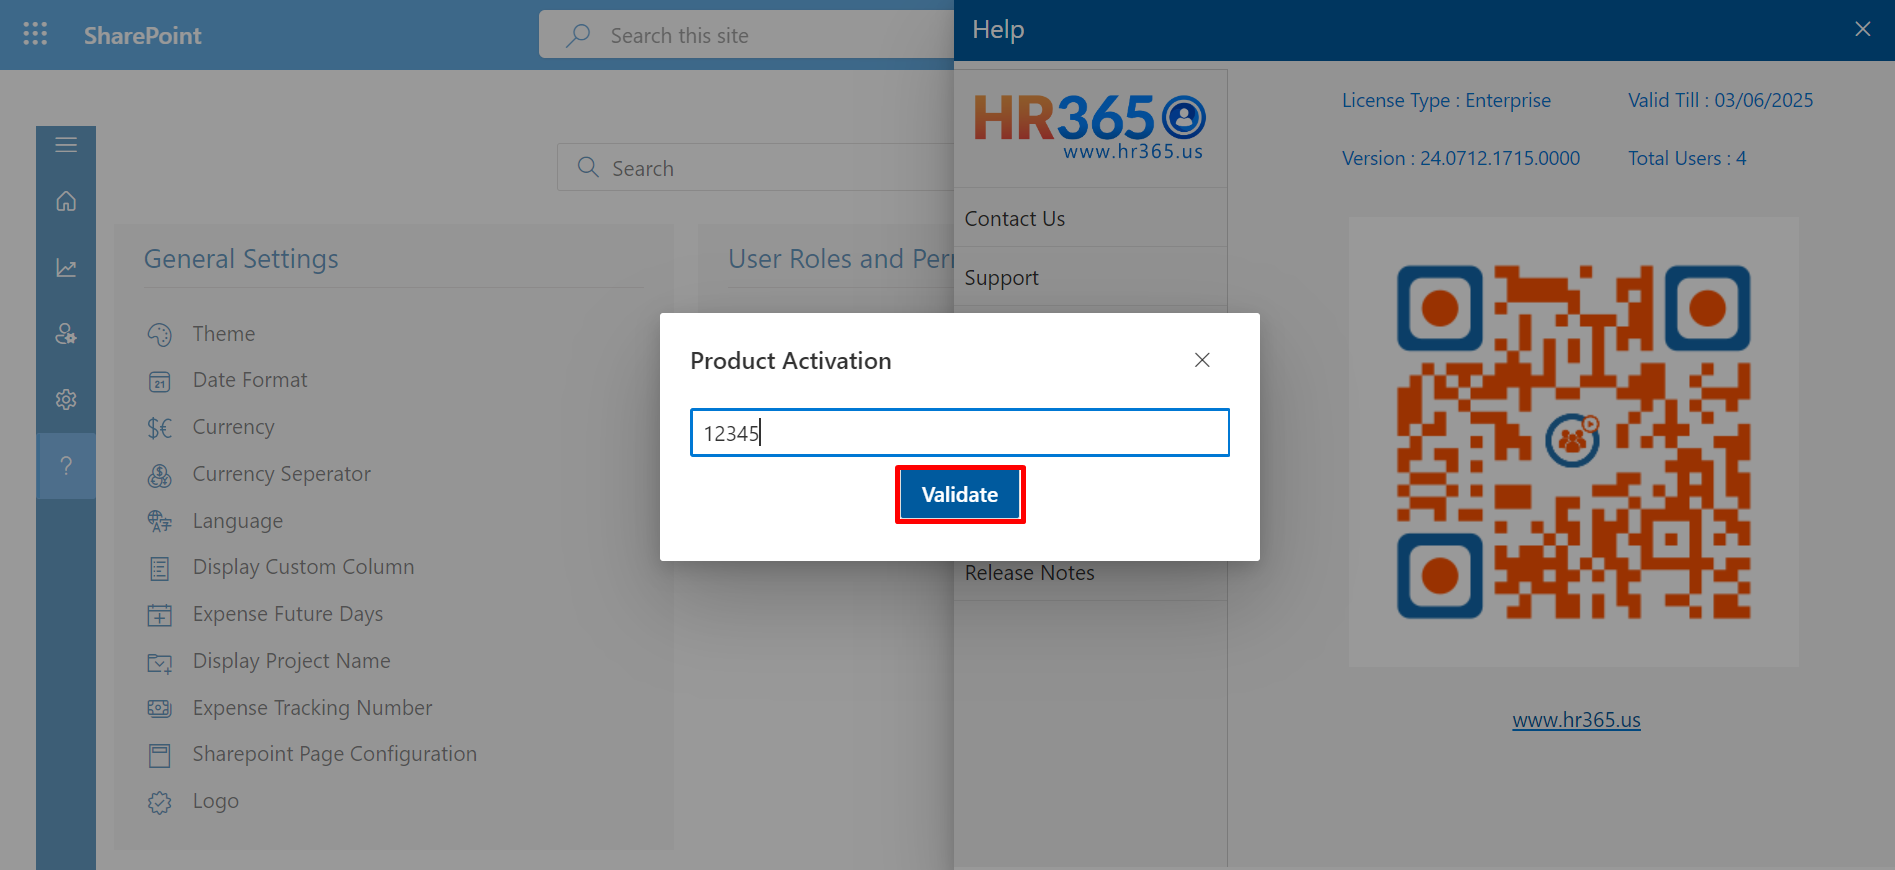 SharePoint
Search this site
Help
HR365
www.hr365.us
License Type : Enterprise
Valid Till : 03/06/2025
Version : 24.0712.1715.0000
Total Users : 4
Search
Contact Us
Support
Release Notes
General Settings
User Roles and Per
Theme
Date Format
21
$€
Currency
Currency Seperator
Language
Display Custom Column
Expense Future Days
Display Project Name
Expense Tracking Number
Sharepoint Page Configuration
Logo
?
Product Activation
12345
Validate
www.hr365.us